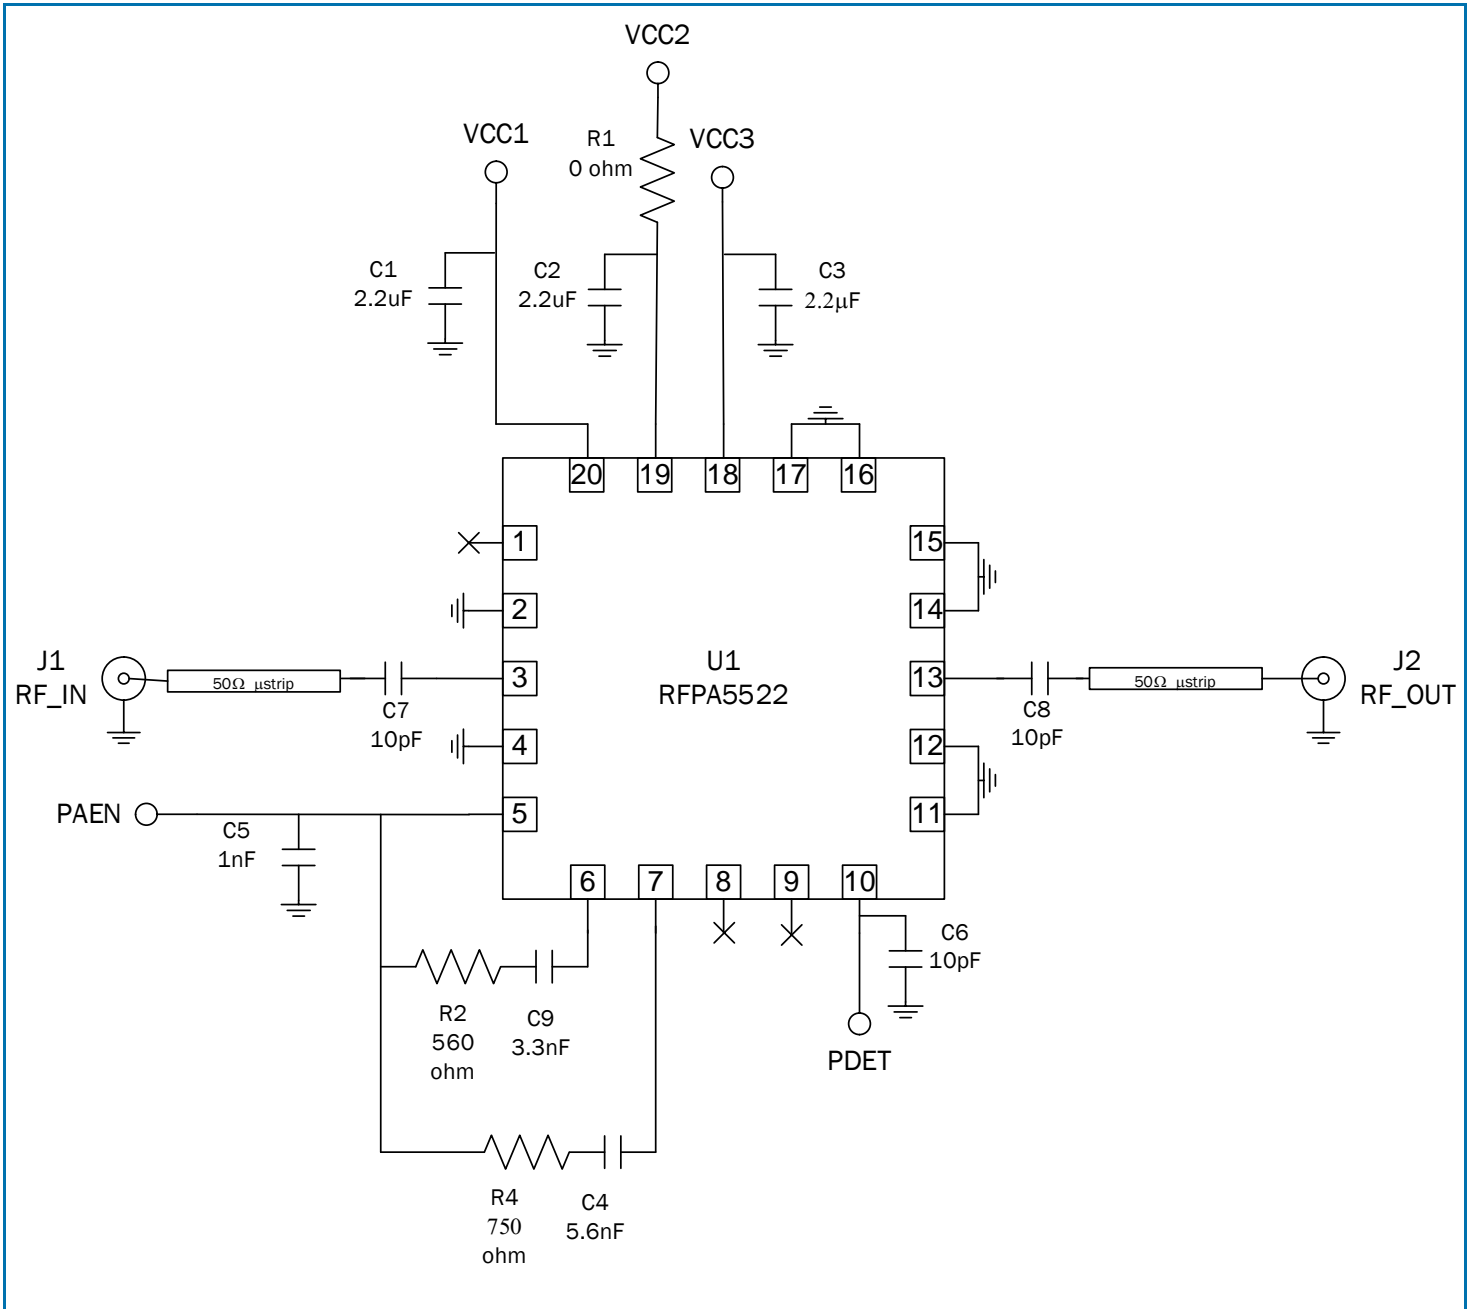 VCC2
VCC1
R1
0 ohm
VCC3
C1
2.2uF
C2
2.2uF
C3
2.2µF
20
19
18
17
16
1
15
2
14
J1
RF_IN
50Ω µstrip
C7
10pF
3
U1
RFPA5522
13
C8
10pF
50Ω µstrip
J2
RF_OUT
4
12
PAEN
C5
1nF
5
11
6
7
8
9
10
C6
10pF
R2
560
ohm
C9
3.3nF
PDET
R4
750
ohm
C4
5.6nF